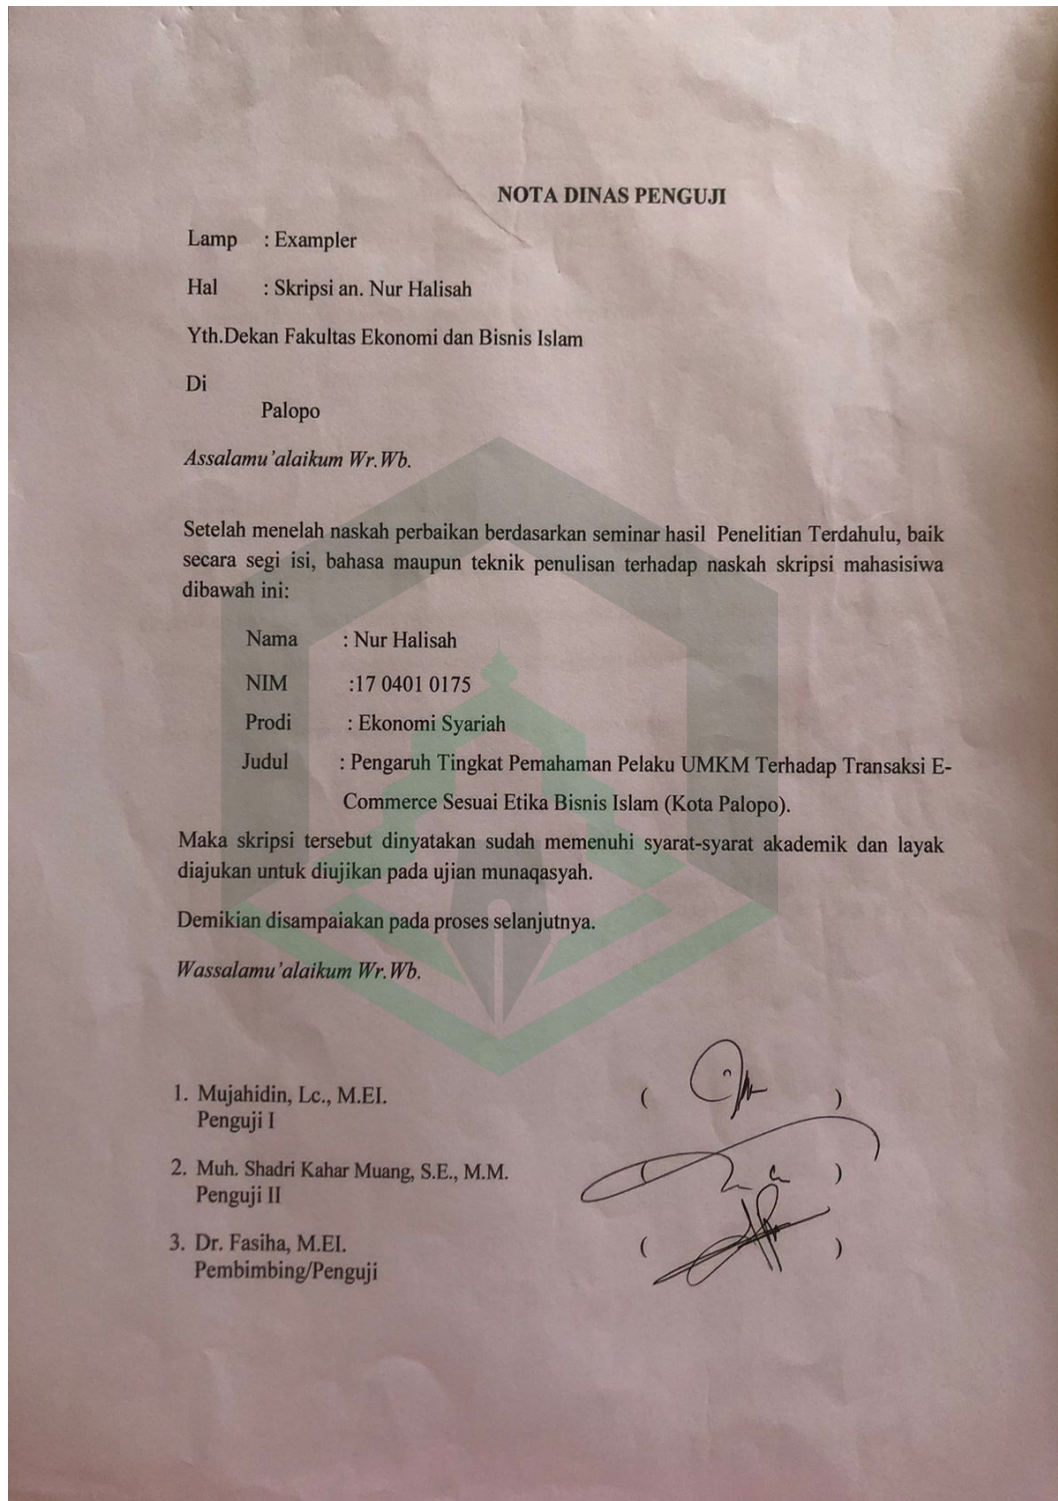 NOTA DINAS PENGUJI
Lamp : Exampler
Hal : Skripsi an. Nur Halisah
Yth.Dekan Fakultas Ekonomi dan Bisnis Islam
Di
Palopo
Assalamu'alaikum Wr.Wb.
Setelah menelah naskah perbaikan berdasarkan seminar hasil Penelitian Terdahulu, baik
secara segi isi, bahasa maupun teknik penulisan terhadap naskah skripsi mahasisiwa
dibawah ini:
Nama : Nur Halisah
NIM :17 0401 0175
Prodi : Ekonomi Syariah
Judul : Pengaruh Tingkat Pemahaman Pelaku UMKM Terhadap Transaksi E-
Commerce Sesuai Etika Bisnis Islam (Kota Palopo).
Maka skripsi tersebut dinyatakan sudah memenuhi syarat-syarat akademik dan layak
diajukan untuk diujikan pada ujian munaqasyah.
Demikian disampaiakan pada proses selanjutnya.
Wassalamu'alaikum Wr.Wb.
1. Mujahidin, Lc., M.EI. ( )
Penguji I
2. Muh. Shadri Kahar Muang, S.E., M.M. )
Penguji II
3. Dr. Fasiha, M.EI. ( )
Pembimbing/Penguji